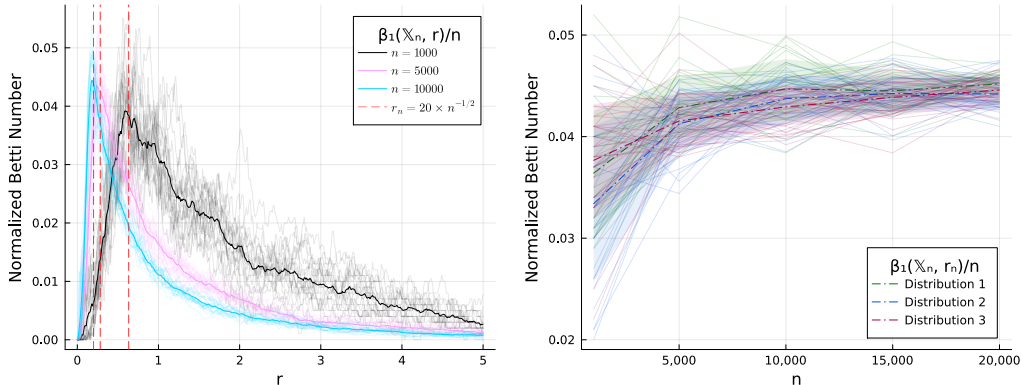 Normalized Betti Number
0.05
0.04
0.03
0.02
0.01
0.00
0
1
2
3
4
5
r
β₁(𝕏ₙ, r)/n
n = 1000
n = 5000
n = 10000
rₙ = 20 × n⁻¹/²
Normalized Betti Number
0.05
0.04
0.03
0.02
5,000
10,000
15,000
20,000
n
β₁(𝕏ₙ, rₙ)/n
Distribution 1
Distribution 2
Distribution 3